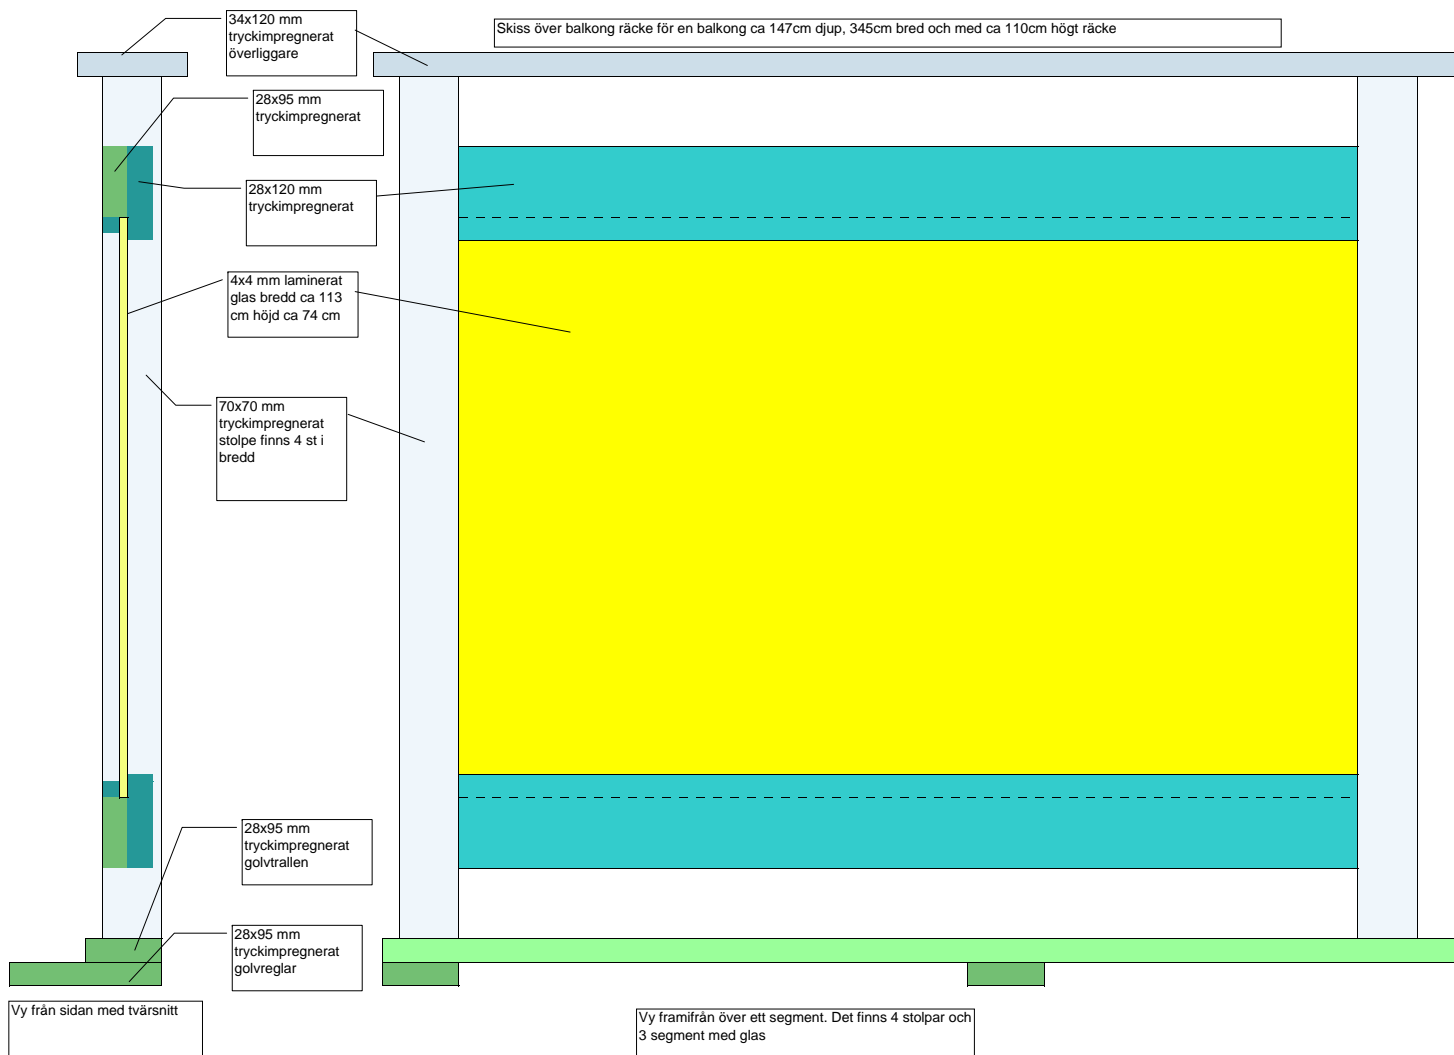 34x120 mm
tryckimpregnerat
överliggare
Skiss över balkong räcke för en balkong ca 147cm djup, 345cm bred och med ca 110cm högt räcke
28x95 mm
tryckimpregnerat
28x120 mm
tryckimpregnerat
4x4 mm laminerat
glas bredd ca 113
cm höjd ca 74 cm
70x70 mm
tryckimpregnerat
stolpe finns 4 st i
bredd
28x95 mm
tryckimpregnerat
golvtrallen
28x95 mm
tryckimpregnerat
golvreglar
Vy från sidan med tvärsnitt
Vy framifrån över ett segment. Det finns 4 stolpar och
3 segment med glas